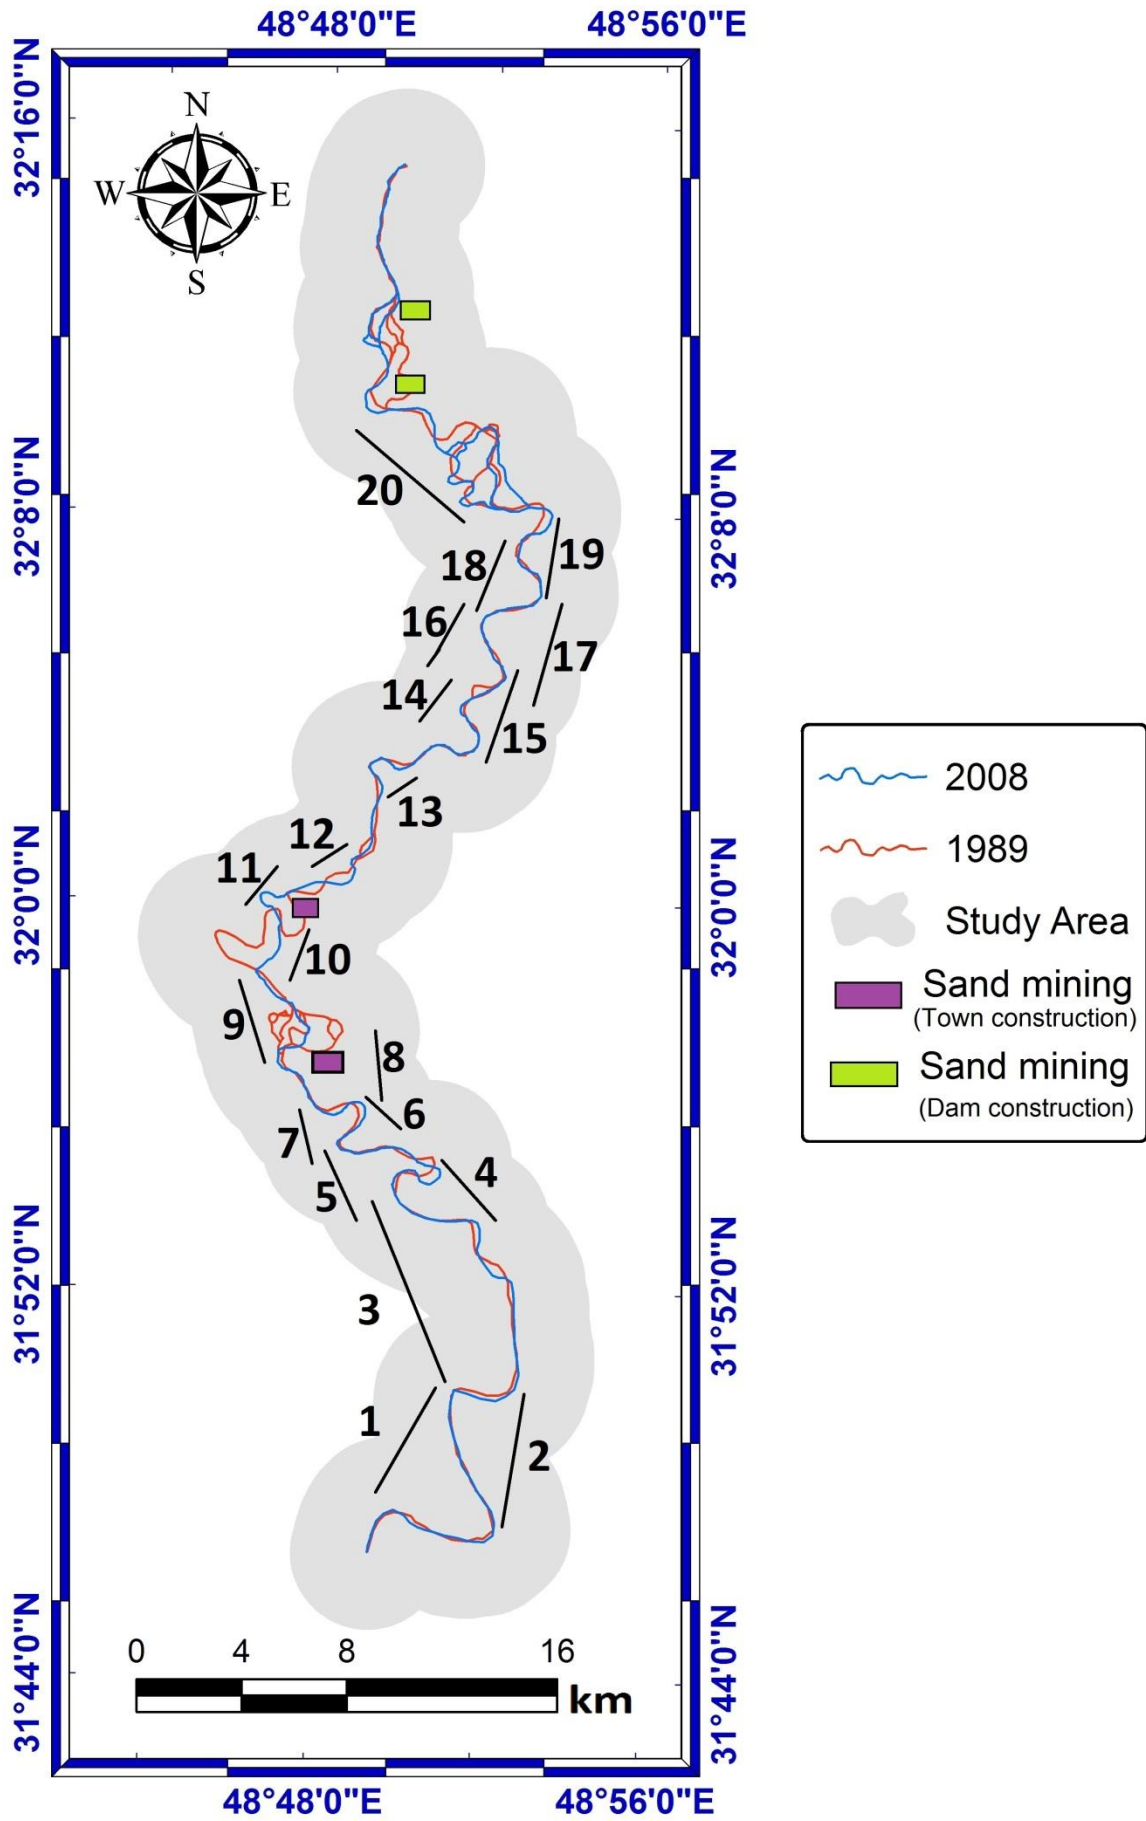 48°48'0"E 48°56'0"E
32°16'0"N
N
W E
S
20
32°8'0"N
32°8'0"N
19
18
16
17
14
15
13
12
11
32°0'0"N
32°0'0"N
10
9
8
6
7
4
5
31°52'0"N
31°52'0"N
3
1
2
0 4 8 16
km
31°44'0"N
31°44'0"N
48°48'0"E 48°56'0"E
2008
1989
Study Area
Sand mining
(Town construction)
Sand mining
(Dam construction)